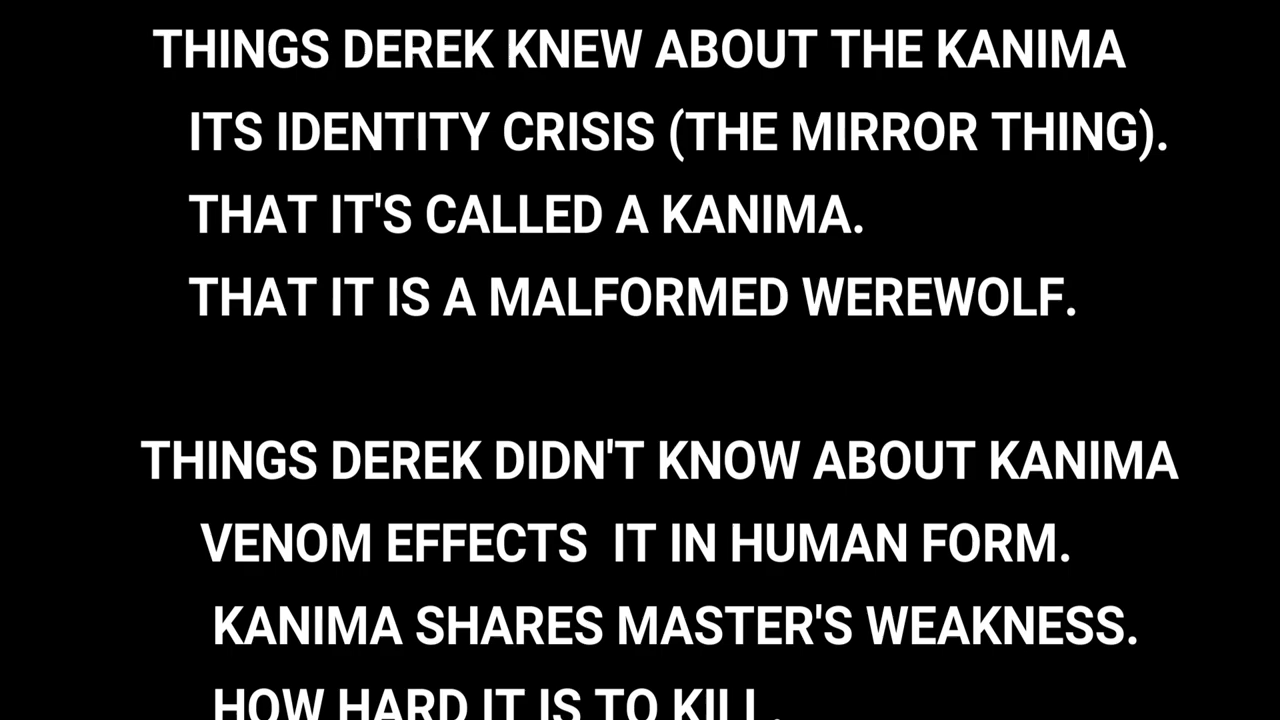 THINGS DEREK KNEW ABOUT THE KANIMA
ITS IDENTITY CRISIS (THE MIRROR THING).
THAT IT'S CALLED A KANIMA.
THAT IT IS A MALFORMED WEREWOLF.
THINGS DEREK DIDN'T KNOW ABOUT KANIMA
VENOM EFFECTS  IT IN HUMAN FORM.
KANIMA SHARES MASTER'S WEAKNESS.
HOW HARD IT IS TO KILL.